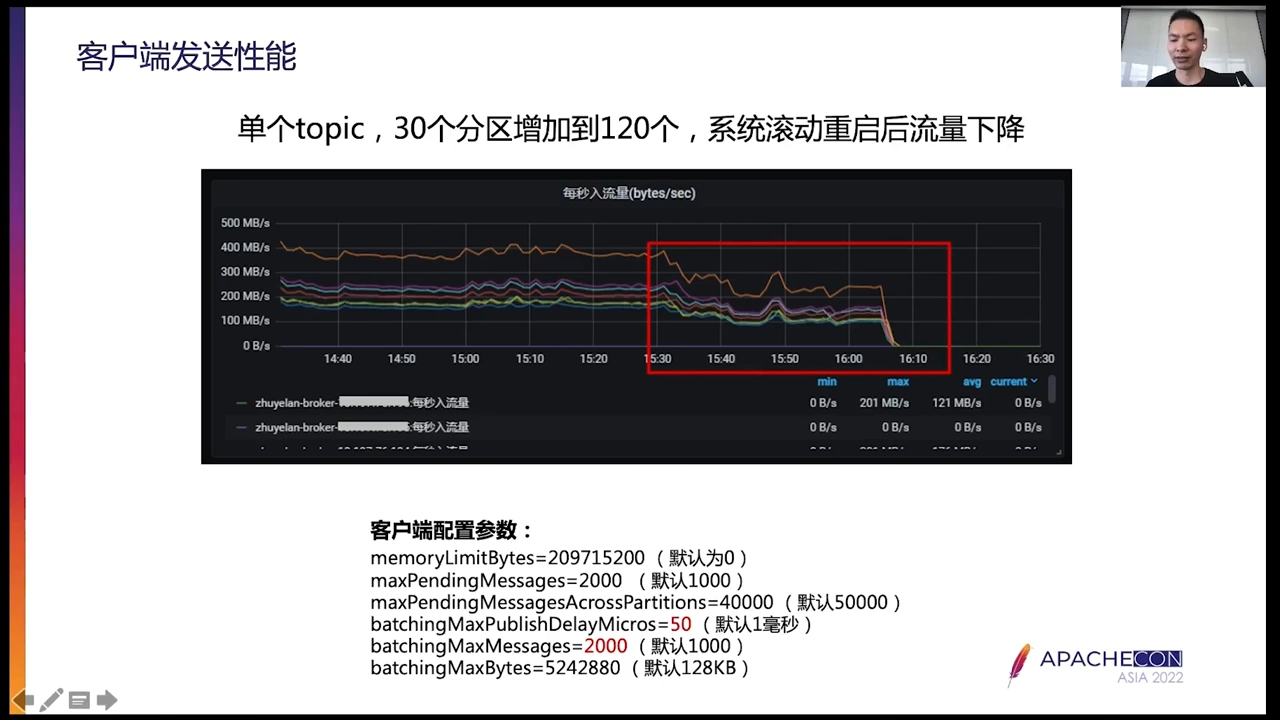 客户端发送性能
单个topic，30个分区增加到120个，系统滚动重启后流量下降
每秒入流量(bytes/sec)
500 MB/s
400 MB/s
300 MB/s
200 MB/s
100 MB/s
0 B/s
14:40 14:50 15:00 15:10 15:20 15:30 15:40 15:50 16:00 16:10 16:20 16:30
min max avg current
zhuyelan-broker- :每秒入流量 0 B/s 201 MB/s 121 MB/s 0 B/s
zhuyelan-broker- :每秒入流量 0 B/s 0 B/s 0 B/s 0 B/s
客户端配置参数：
memoryLimitBytes=209715200 （默认为0）
maxPendingMessages=2000 （默认1000）
maxPendingMessagesAcrossPartitions=40000 （默认50000）
batchingMaxPublishDelayMicros=50 （默认1毫秒）
batchingMaxMessages=2000 （默认1000）
batchingMaxBytes=5242880 （默认128KB）
APACHECON
ASIA 2022